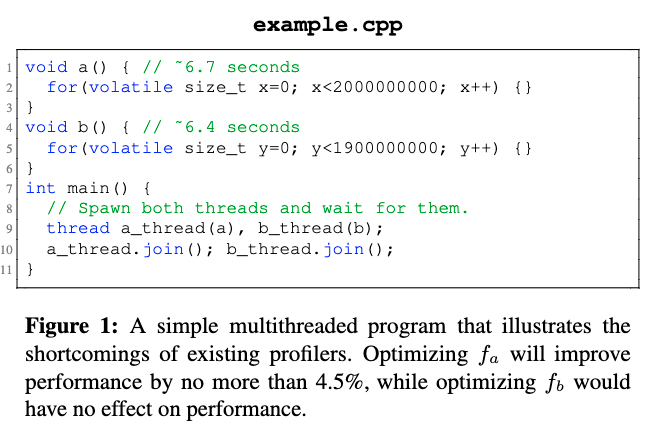 example.cpp
1 void a() { // ˜6.7 seconds
2   for(volatile size_t x=0; x<2000000000; x++) {}
3 }
4 void b() { // ˜6.4 seconds
5   for(volatile size_t y=0; y<1900000000; y++) {}
6 }
7 int main() {
8   // Spawn both threads and wait for them.
9   thread a_thread(a), b_thread(b);
10   a_thread.join(); b_thread.join();
11 }
Figure 1: A simple multithreaded program that illustrates the
shortcomings of existing profilers. Optimizing fa will improve
performance by no more than 4.5%, while optimizing fb would
have no effect on performance.